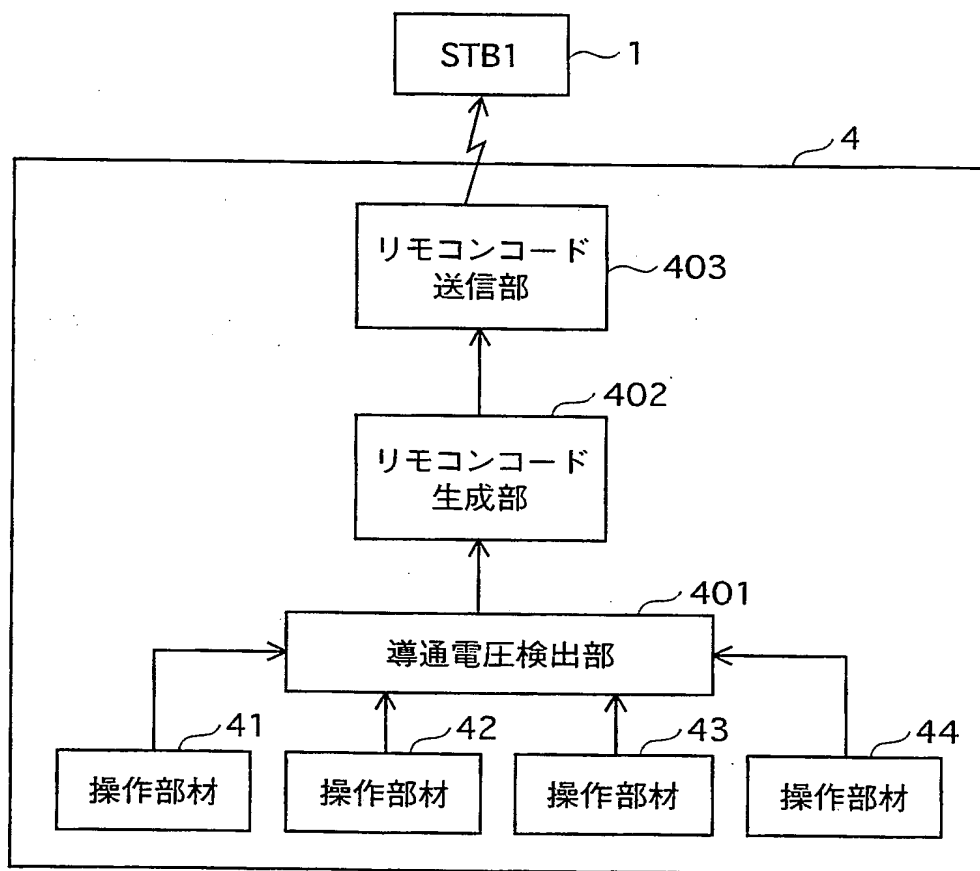 STB1
1
4
リモコンコード
送信部
403
402
リモコンコード
生成部
401
導通電圧検出部
41
42
43
44
操作部材
操作部材
操作部材
操作部材